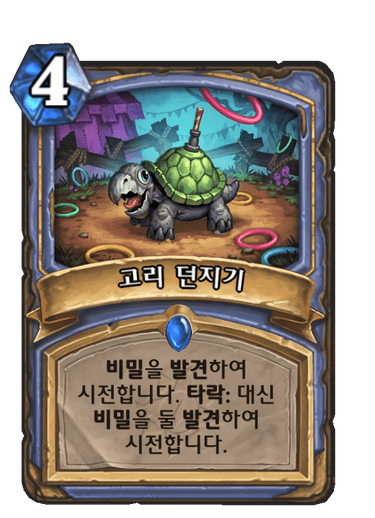 4
고리 던지기
비밀을 발견하여
시전합니다. 타락: 대신
비밀을 둘 발견하여
시전합니다.